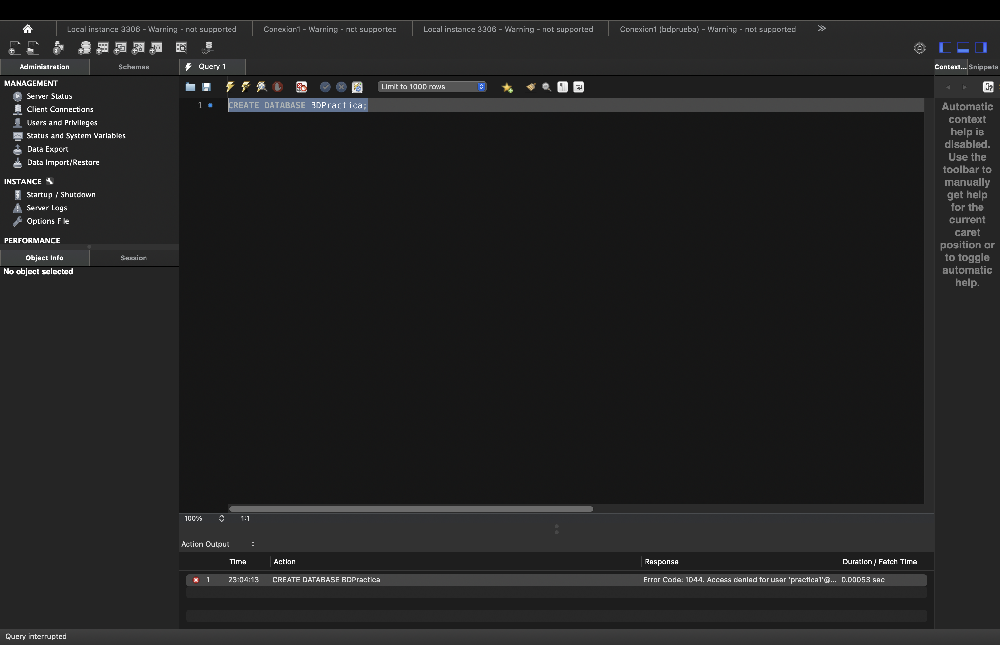 Local instance 3306 - Warning - not supported
Conexion1 - Warning - not supported
Local instance 3306 - Warning - not supported
Conexion1 (bdprueba) - Warning - not supported
Administration
Schemas
Query 1
Context...
Snippets
MANAGEMENT
Server Status
Client Connections
Users and Privileges
Status and System Variables
Data Export
Data Import/Restore
INSTANCE
Startup / Shutdown
Server Logs
Options File
PERFORMANCE
Object Info
Session
No object selected
Limit to 1000 rows
1
CREATE DATABASE BDPractica;
Automatic
context
help is
disabled.
Use the
toolbar to
manually
get help
for the
current
caret
position or
to toggle
automatic
help.
100%
1:1
Action Output
Time
Action
Response
Duration / Fetch Time
1
23:04:13
CREATE DATABASE BDPractica
Error Code: 1044. Access denied for user 'practica1'@...
0.00053 sec
Query interrupted